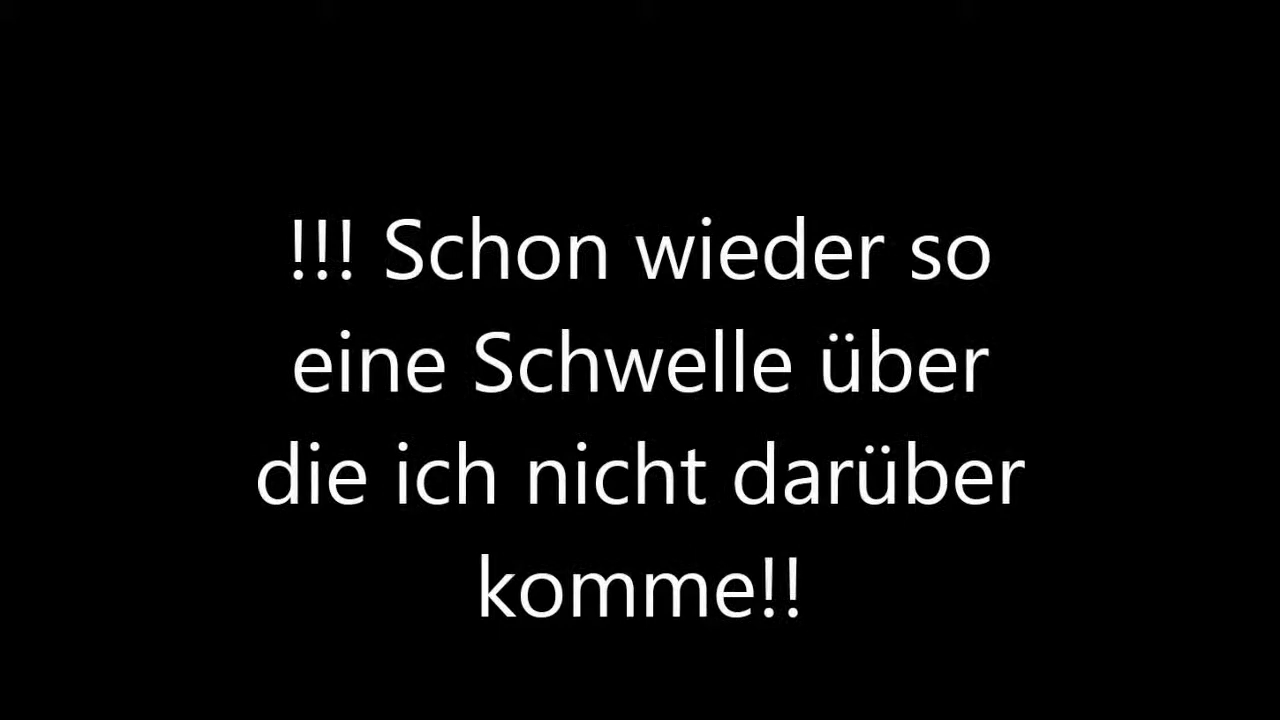 !!! Schon wieder so
eine Schwelle über
die ich nicht darüber
komme!!